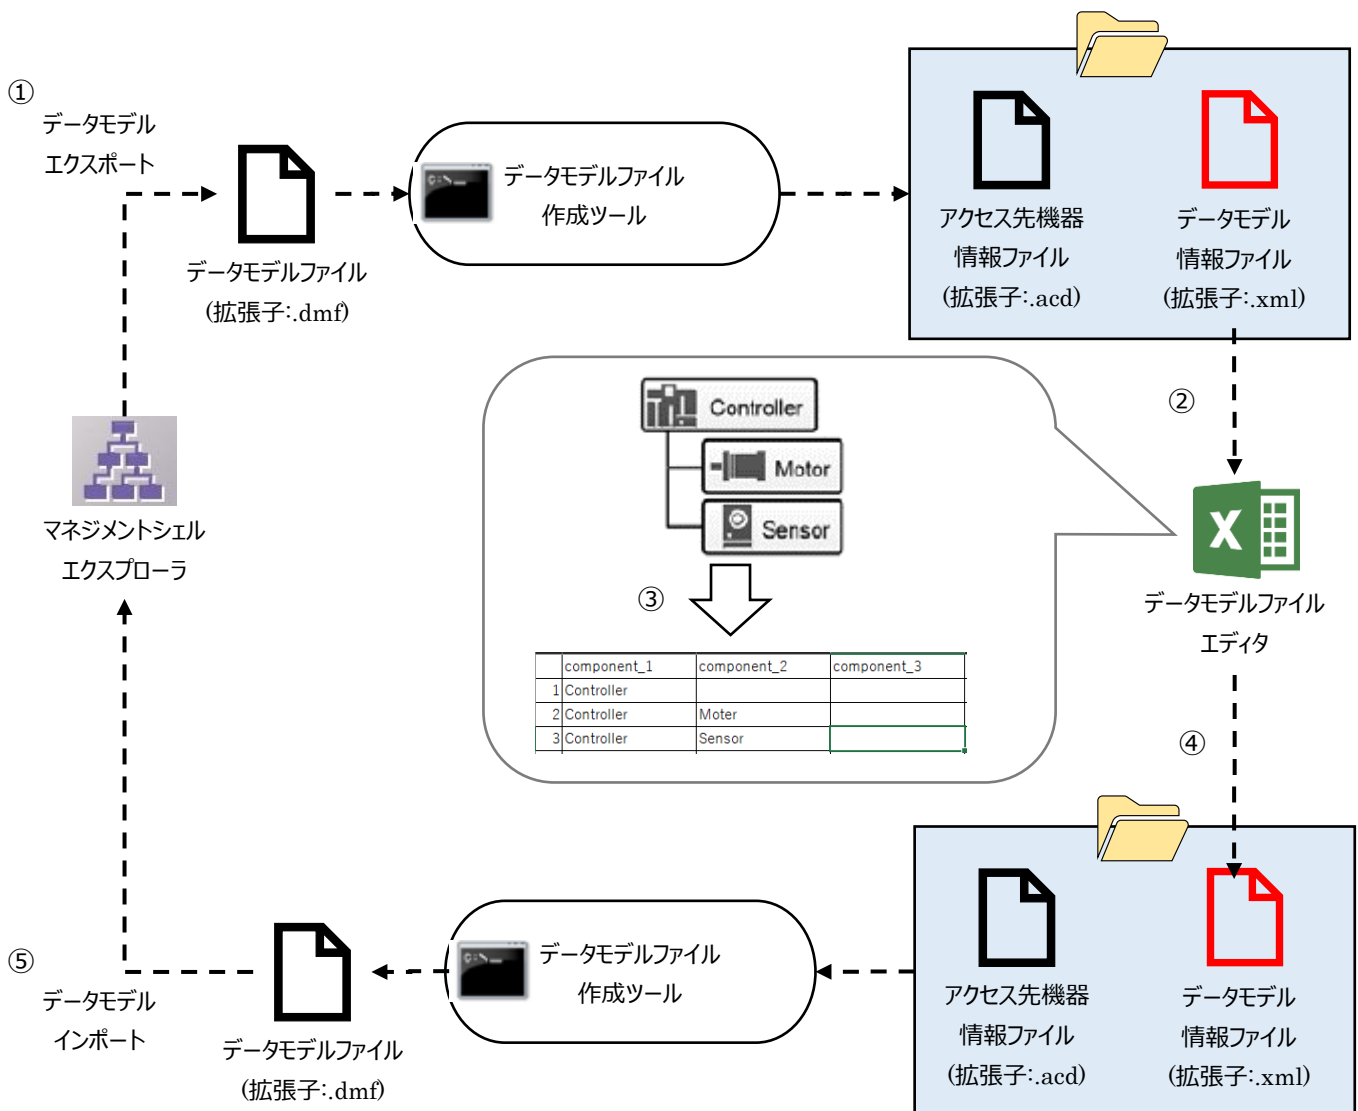 ①
データモデル
エクスポート
データモデルファイル
(拡張子:.dmf)
C:\._
データモデルファイル
作成ツール
アクセス先機器
情報ファイル
(拡張子:.acd)
データモデル
情報ファイル
(拡張子:.xml)
②
Controller
Motor
Sensor
マネジメントシェル
エクスプローラ
③
X
データモデルファイル
エディタ
component_1 component_2 component_3
1 Controller
2 Controller Moter
3 Controller Sensor
④
⑤
データモデル
インポート
データモデルファイル
(拡張子:.dmf)
C:\._
データモデルファイル
作成ツール
アクセス先機器
情報ファイル
(拡張子:.acd)
データモデル
情報ファイル
(拡張子:.xml)